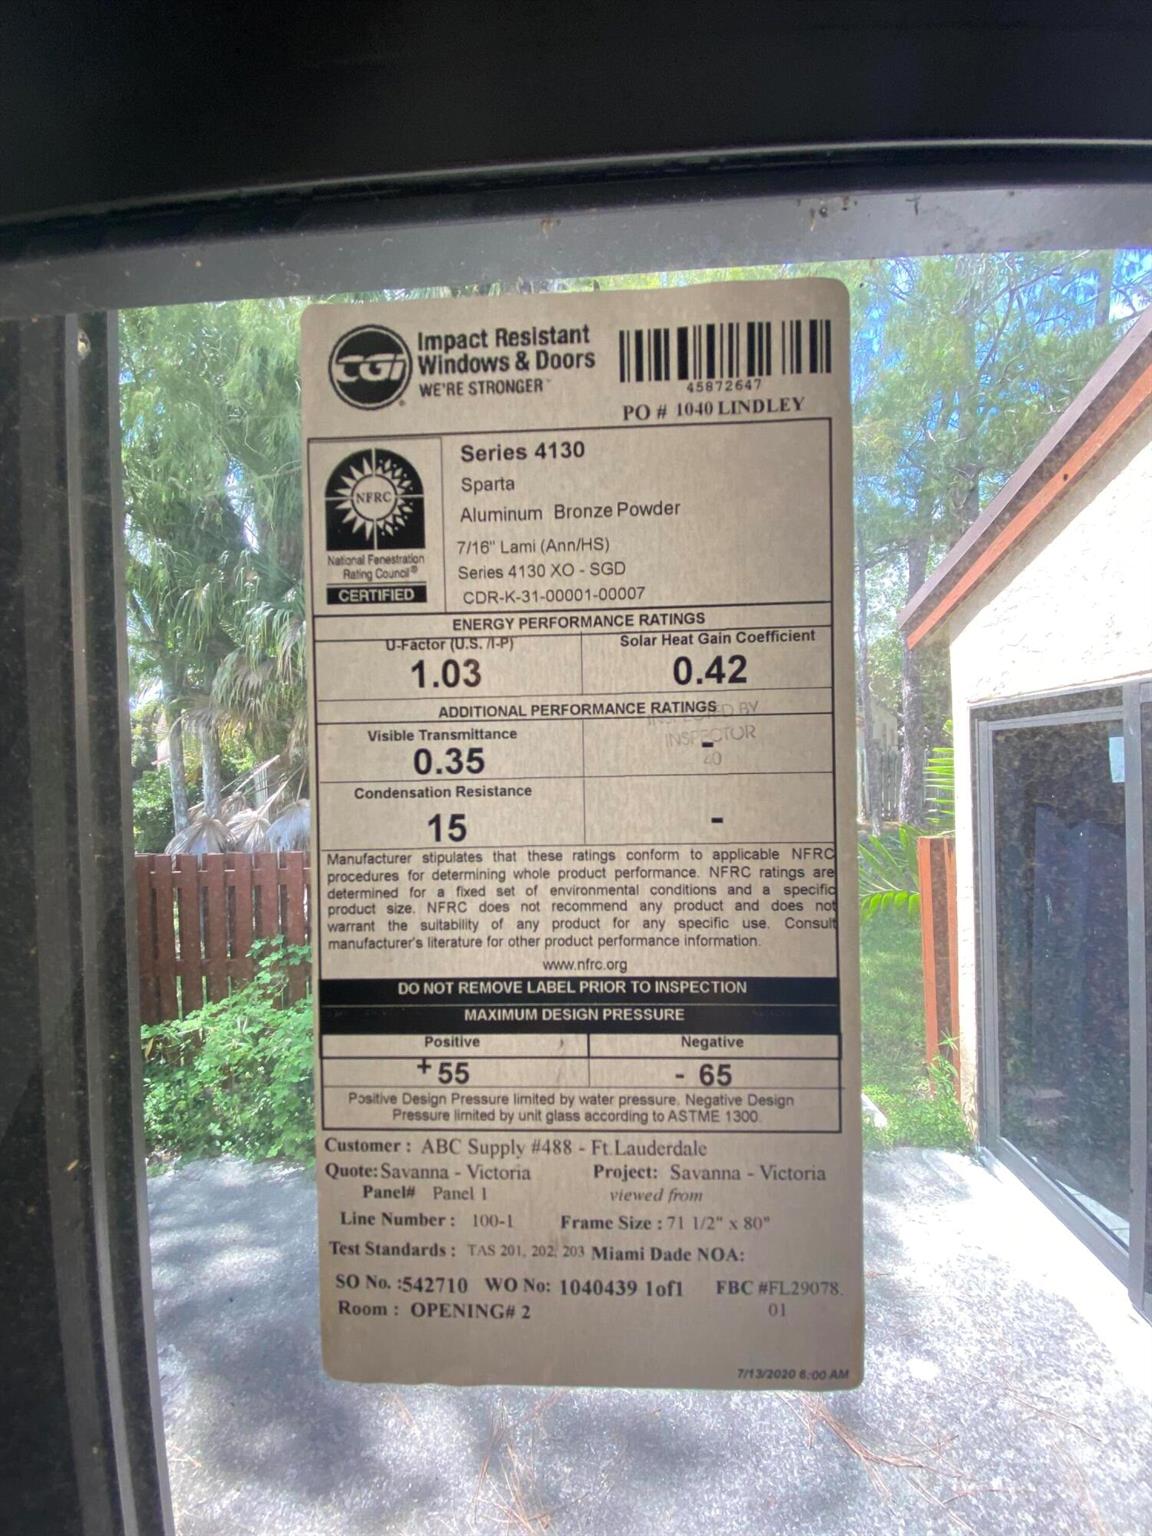 CGI
Impact Resistant
Windows & Doors
WE'RE STRONGER™
45872647
PO # 1040 LINDLEY
NFRC
National Fenestration
Rating Council®
CERTIFIED
Series 4130
Sparta
Aluminum Bronze Powder
7/16" Lami (Ann/HS)
Series 4130 XO - SGD
CDR-K-31-00001-00007
ENERGY PERFORMANCE RATINGS
U-Factor (U.S. /I-P)
1.03
Solar Heat Gain Coefficient
0.42
ADDITIONAL PERFORMANCE RATINGS
INSPECTED BY
INSPECTOR
40
Visible Transmittance
0.35
-
Condensation Resistance
15
-
Manufacturer stipulates that these ratings conform to applicable NFRC
procedures for determining whole product performance. NFRC ratings are
determined for a fixed set of environmental conditions and a specific
product size. NFRC does not recommend any product and does not
warrant the suitability of any product for any specific use. Consult
manufacturer's literature for other product performance information.
www.nfrc.org
DO NOT REMOVE LABEL PRIOR TO INSPECTION
MAXIMUM DESIGN PRESSURE
Positive
Negative
+55
- 65
Positive Design Pressure limited by water pressure. Negative Design
Pressure limited by unit glass according to ASTME 1300.
Customer : ABC Supply #488 - Ft.Lauderdale
Quote: Savanna - Victoria Project: Savanna - Victoria
Panel# Panel 1 viewed from
Line Number : 100-1 Frame Size : 71 1/2" x 80"
Test Standards : TAS 201, 202, 203 Miami Dade NOA:
SO No. :542710 WO No: 1040439 1of1 FBC #FL29078.
01
Room : OPENING# 2
7/13/2020 6:00 AM